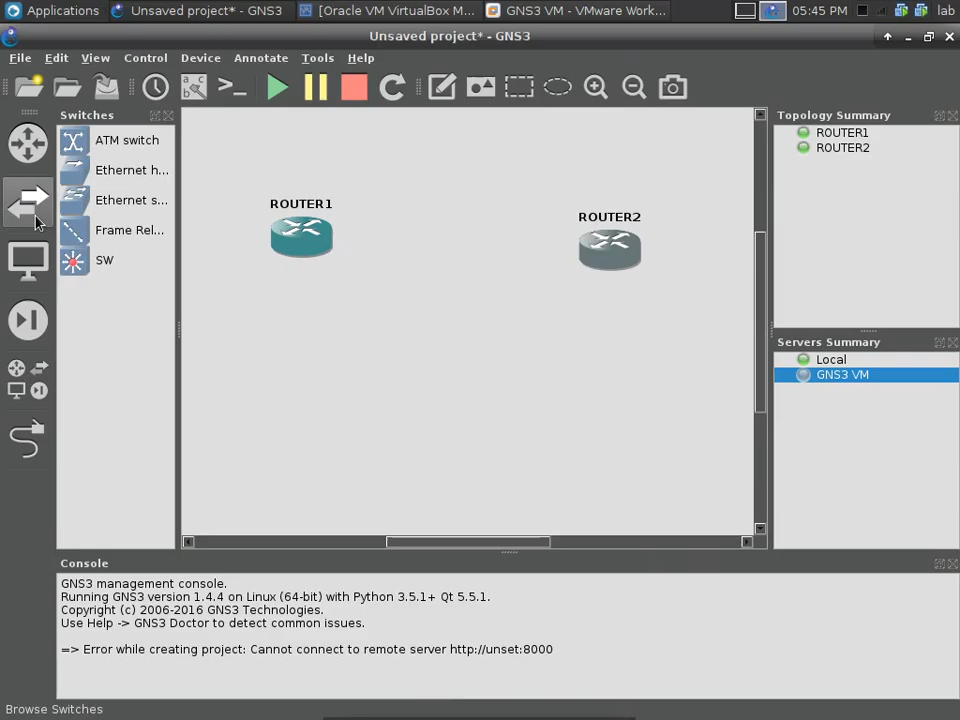 Applications
Unsaved project* - GNS3
[Oracle VM VirtualBox M...
GNS3 VM - VMware Work...
05:45 PM
lab
Unsaved project* - GNS3
File Edit View Control Device Annotate Tools Help
Switches
ATM switch
Ethernet h...
Ethernet s...
Frame Rel...
SW
ROUTER1
ROUTER2
Topology Summary
ROUTER1
ROUTER2
Servers Summary
Local
GNS3 VM
Console
GNS3 management console.
Running GNS3 version 1.4.4 on Linux (64-bit) with Python 3.5.1+ Qt 5.5.1.
Copyright (c) 2006-2016 GNS3 Technologies.
Use Help -> GNS3 Doctor to detect common issues.
=> Error while creating project: Cannot connect to remote server http://unset:8000
Browse Switches